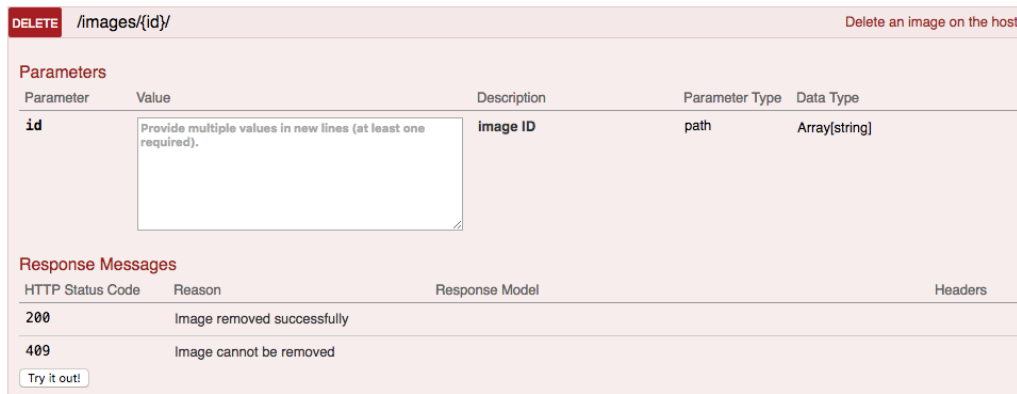 DELETE /images/{id}/ Delete an image on the host
Parameters
Parameter Value Description Parameter Type Data Type
id Provide multiple values in new lines (at least one required). image ID path Array[string]
Response Messages
HTTP Status Code Reason Response Model Headers
200 Image removed successfully
409 Image cannot be removed
Try it out!